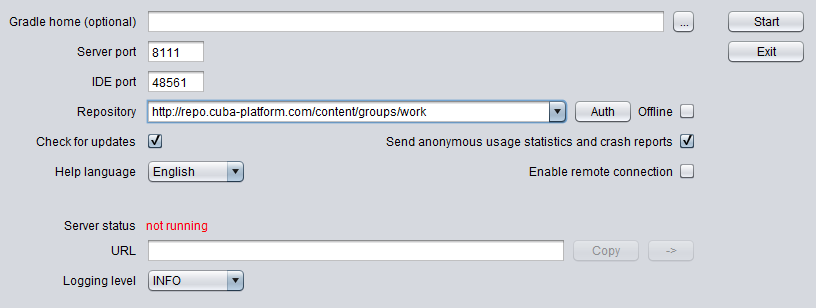 Gradle home (optional) ... Start
Server port 8111 Exit
IDE port 48561
Repository http://repo.cuba-platform.com/content/groups/work Auth Offline
Check for updates Send anonymous usage statistics and crash reports
Help language English Enable remote connection
Server status not running
URL Copy ->
Logging level INFO